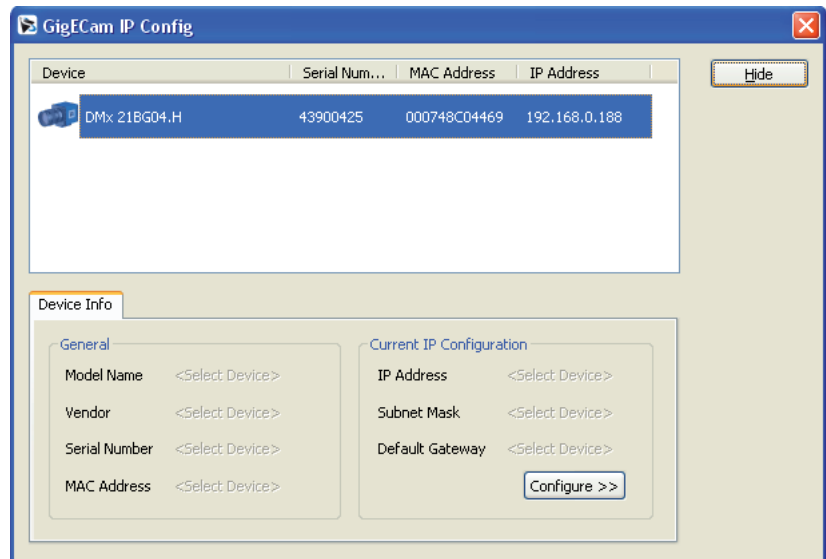 GigECam IP Config
Device Serial Num... MAC Address IP Address
Hide
DMx 21BG04.H 43900425 000748C04469 192.168.0.188
Device Info
General
Model Name <Select Device>
Vendor <Select Device>
Serial Number <Select Device>
MAC Address <Select Device>
Current IP Configuration
IP Address <Select Device>
Subnet Mask <Select Device>
Default Gateway <Select Device>
Configure >>